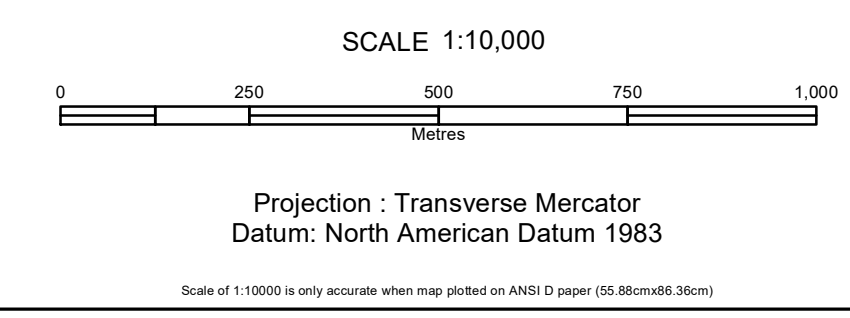 SCALE 1:10,000
0 250 500 750 1,000
Metres
Projection : Transverse Mercator
Datum: North American Datum 1983
Scale of 1:10000 is only accurate when map plotted on ANSI D paper (55.88cmx86.36cm)